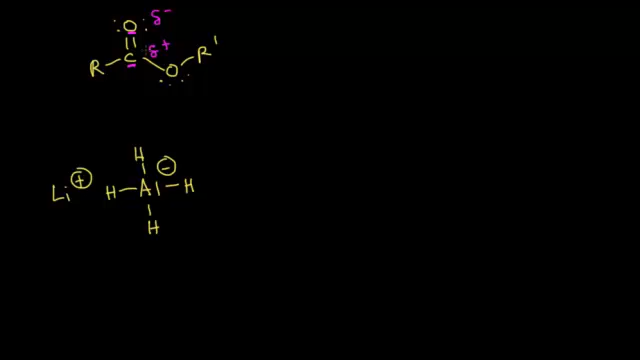 O δ-
C δ+
R O R'
H
Li + H - Al - H
H